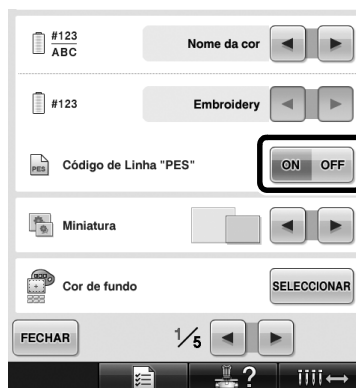 #123
ABC
Nome da cor
#123
Embroidery
PES
Código de Linha "PES"
ON OFF
Miniatura
Cor de fundo
SELECCIONAR
FECHAR
1/5
?